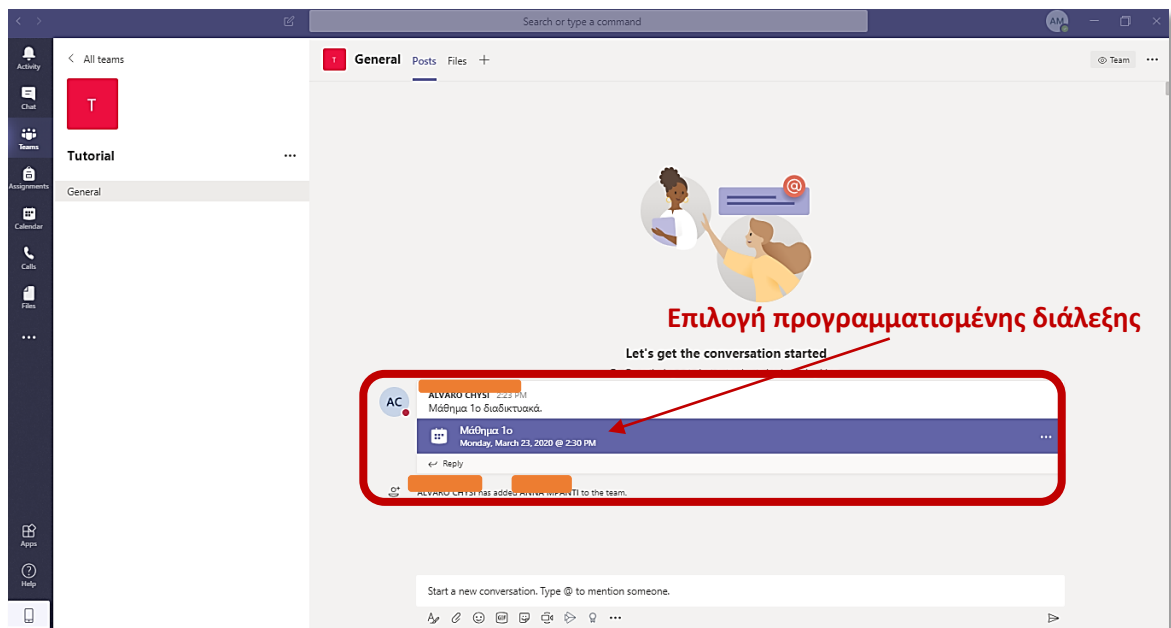 Search or type a command
AM
Activity
Chat
Teams
Assignments
Calendar
Calls
Files
Apps
Help
All teams
T
Tutorial
General
T General Posts Files
Team
@
Επιλογή προγραμματισμένης διάλεξης
Let's get the conversation started
AC
2:23 PM
Μάθημα 1ο διαδικτυακά.
Μάθημα 1ο
Monday, March 23, 2020 @ 2:30 PM
Reply
has added to the team.
Start a new conversation. Type @ to mention someone.
GIF